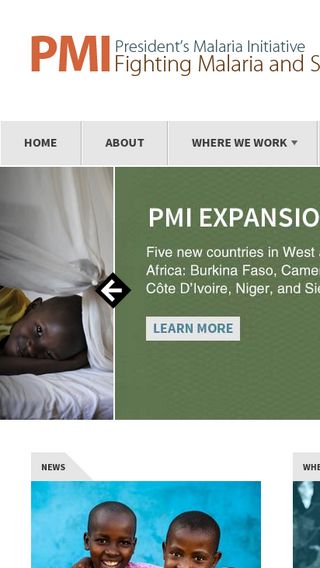 PMI President's Malaria Initiative
Fighting Malaria and S
HOME ABOUT WHERE WE WORK
PMI EXPANSIO
Five new countries in West
Africa: Burkina Faso, Came
Côte D'Ivoire, Niger, and Sie
LEARN MORE
NEWS WHE